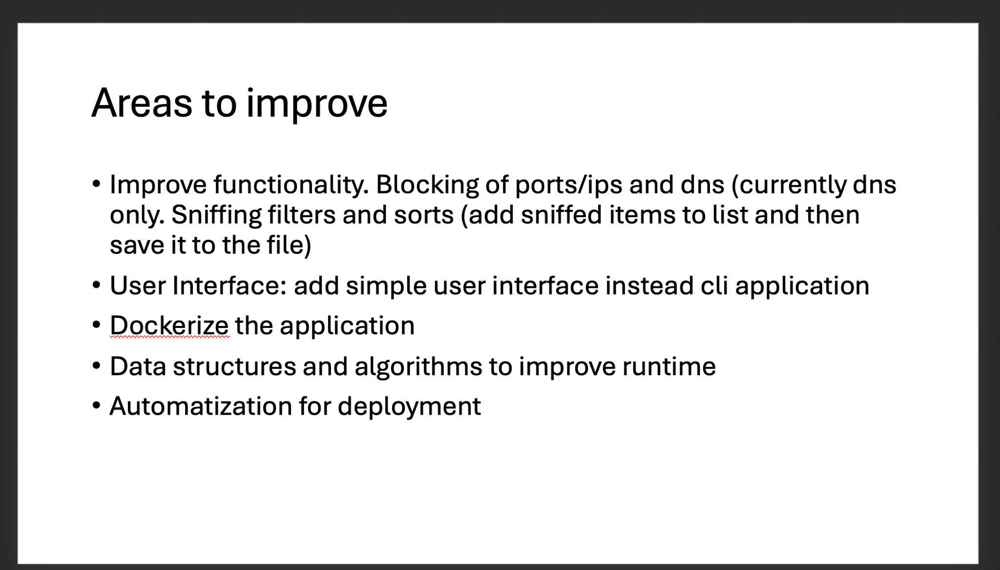 Areas to improve
• Improve functionality. Blocking of ports/ips and dns (currently dns
only. Sniffing filters and sorts (add sniffed items to list and then
save it to the file)
• User Interface: add simple user interface instead cli application
• Dockerize the application
• Data structures and algorithms to improve runtime
• Automatization for deployment